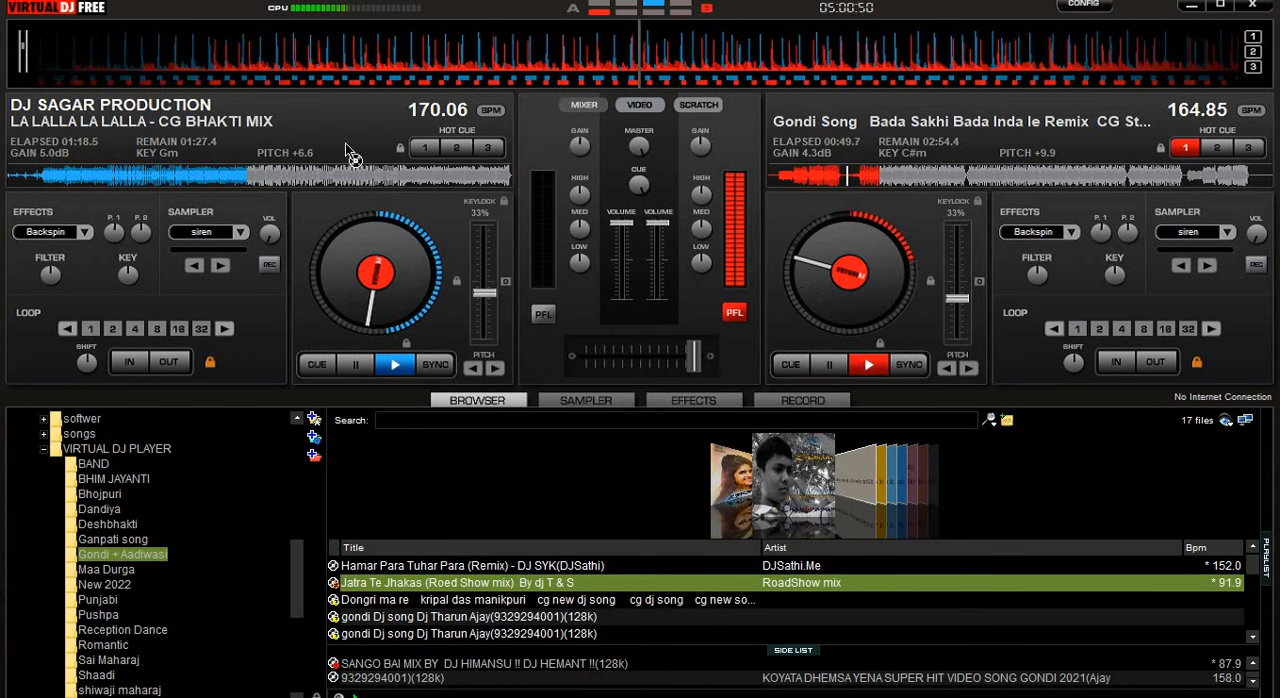 VIRTUAL DJ FREE
CPU
A
B
05:00:50
CONFIG
1
2
3
DJ SAGAR PRODUCTION
LA LALLA LA LALLA - CG BHAKTI MIX
170.06 BPM
ELAPSED 01:18.5 REMAIN 01:27.4
GAIN 5.0dB KEY Gm PITCH +6.6
HOT CUE
1 2 3
MIXER VIDEO SCRATCH
GAIN MASTER GAIN
CUE
HIGH HIGH
MED VOLUME VOLUME MED
LOW LOW
PFL PFL
Gondi Song Bada Sakhi Bada Inda le Remix CG St...
164.85 BPM
ELAPSED 00:49.7 REMAIN 02:54.4
GAIN 4.3dB KEY C#m PITCH +9.9
HOT CUE
1 2 3
EFFECTS P. 1 P. 2 SAMPLER VOL
Backspin siren
FILTER KEY REC
LOOP
1 2 4 8 16 32
SHIFT IN OUT
KEYLOCK
33%
CUE SYNC PITCH
KEYLOCK
33%
CUE SYNC PITCH
EFFECTS P. 1 P. 2 SAMPLER VOL
Backspin siren
FILTER KEY REC
LOOP
1 2 4 8 16 32
SHIFT IN OUT
BROWSER SAMPLER EFFECTS RECORD
No Internet Connection
softwer
songs
VIRTUAL DJ PLAYER
BAND
BHIM JAYANTI
Bhojpuri
Dandiya
Deshbhakti
Ganpati song
Gondi + Aadiwasi
Maa Durga
New 2022
Punjabi
Pushpa
Reception Dance
Romantic
Sai Maharaj
Shaadi
shiwaji maharaj
Search:
17 files
Title Artist Bpm
Hamar Para Tuhar Para (Remix) - DJ SYK(DJSathi) DJSathi.Me * 152.0
Jatra Te Jhakas (Roed Show mix) By dj T & S RoadShow mix * 91.9
Dongri ma re kripal das manikpuri cg new dj song cg dj song cg new so...
gondi Dj song Dj Tharun Ajay(9329294001)(128k)
gondi Dj song Dj Tharun Ajay(9329294001)(128k)
SIDE LIST
SANGO BAI MIX BY DJ HIMANSU !! DJ HEMANT !!(128k) * 87.9
9329294001)(128k) KOYATA DHEMSA YENA SUPER HIT VIDEO SONG GONDI 2021(Ajay 158.0
PLAYLIST